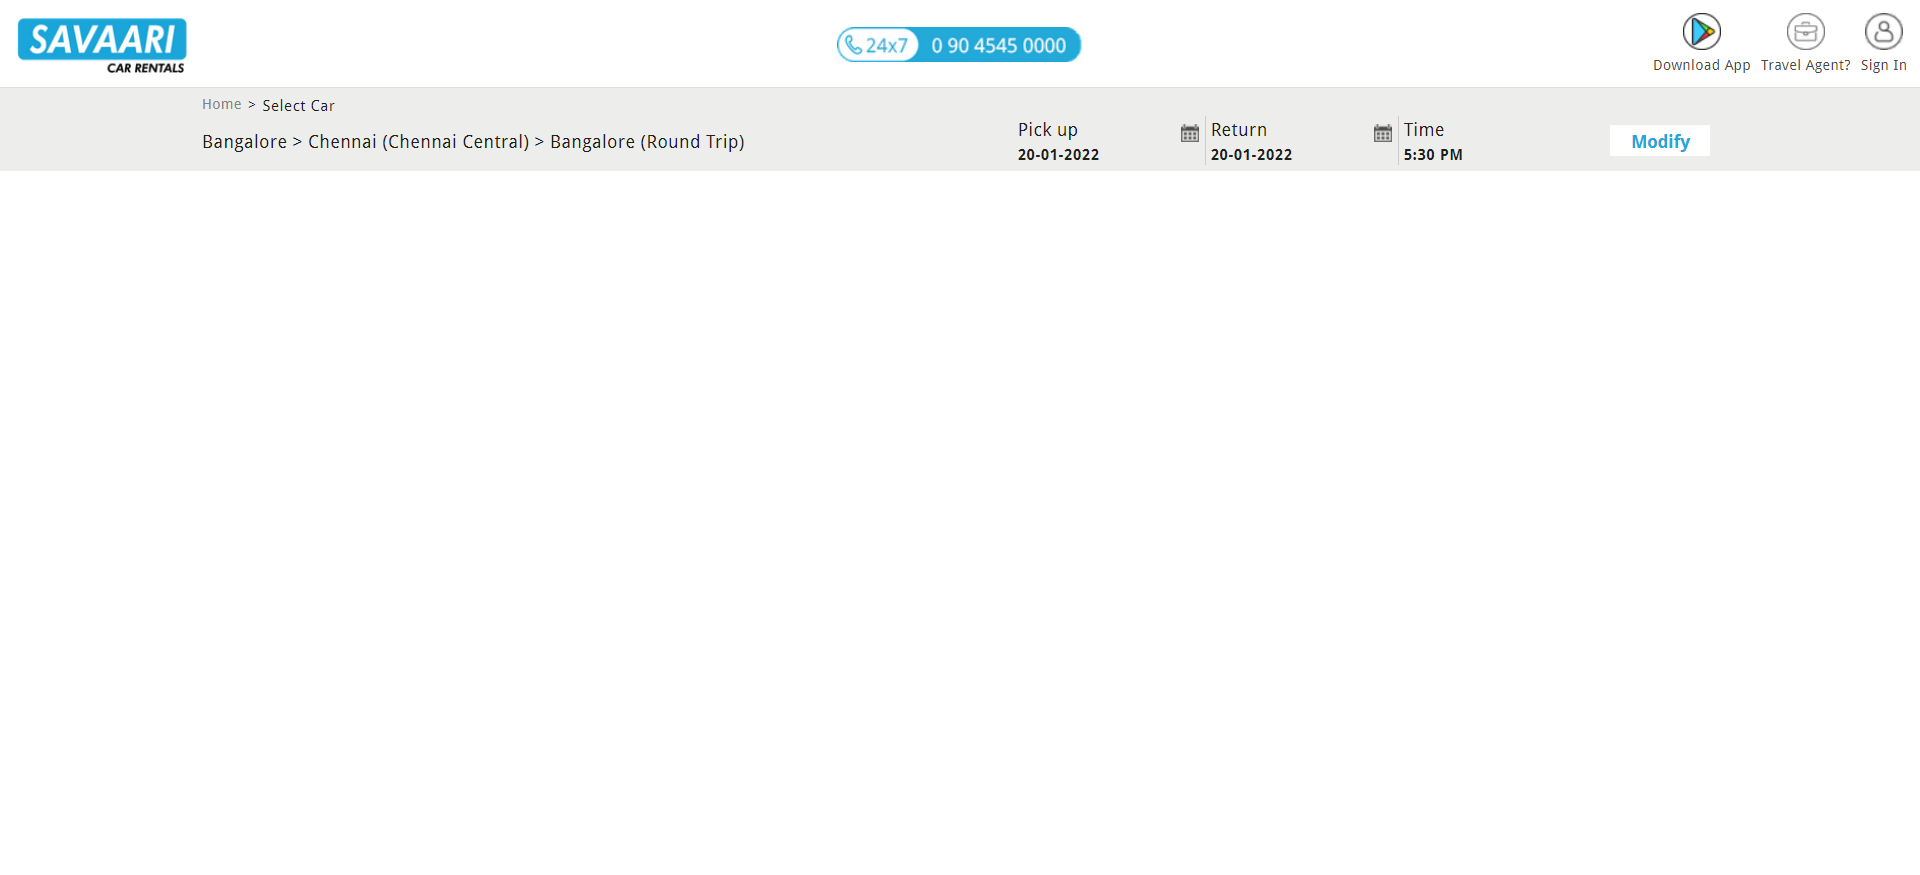 SAVAARI
CAR RENTALS
24x7 0 90 4545 0000
Download App Travel Agent? Sign In
Home > Select Car
Bangalore > Chennai (Chennai Central) > Bangalore (Round Trip)
Pick up
20-01-2022
Return
20-01-2022
Time
5:30 PM
Modify